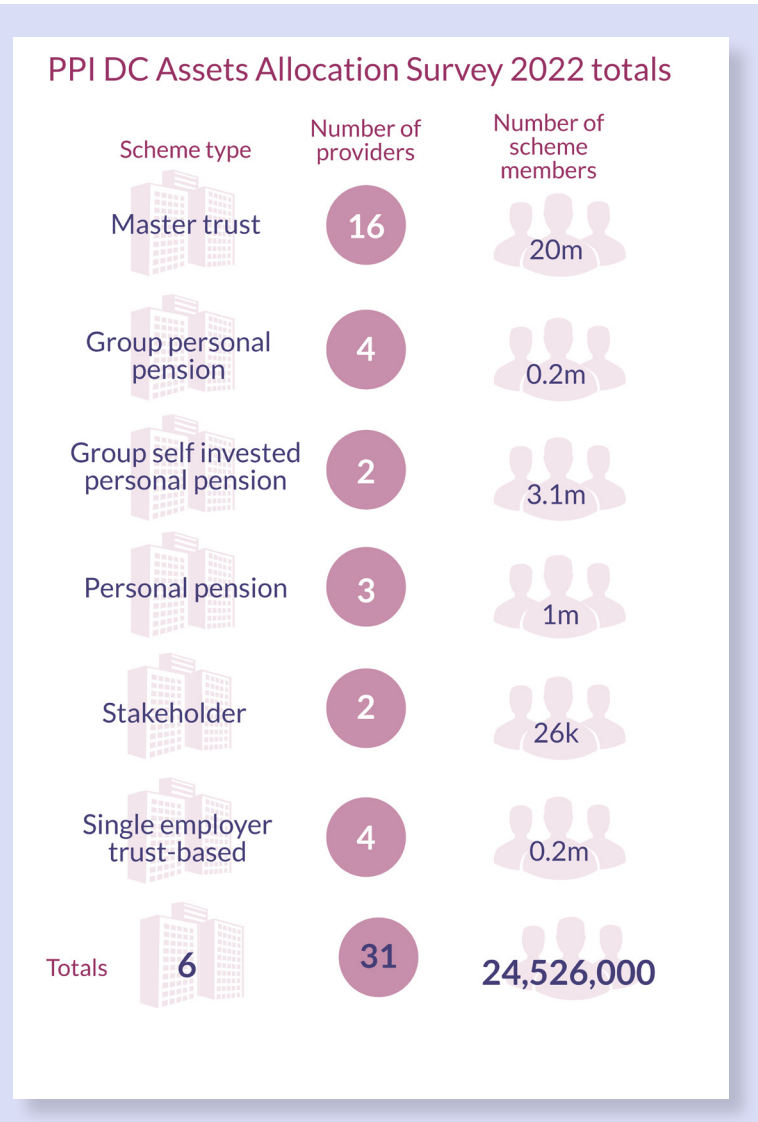 PPI DC Assets Allocation Survey 2022 totals
Scheme type
Number of
providers
Number of
scheme
members
Master trust
16
20m
Group personal
pension
4
0.2m
Group self invested
personal pension
2
3.1m
Personal pension
3
1m
Stakeholder
2
26k
Single employer
trust-based
4
0.2m
Totals
6
31
24,526,000